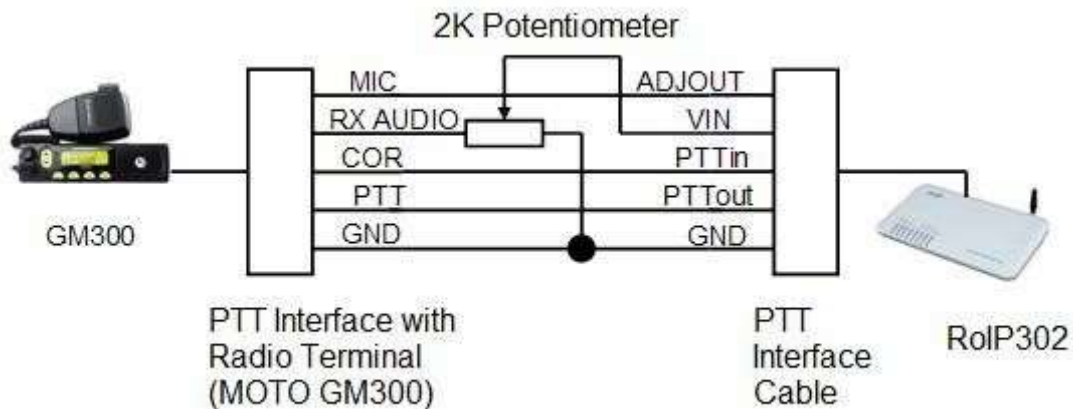 2K Potentiometer
MIC
ADJOUT
RX AUDIO
VIN
COR
PTTin
PTT
PTTout
GND
GND
GM300
PTT Interface with
Radio Terminal
(MOTO GM300)
PTT
Interface
Cable
RoIP302